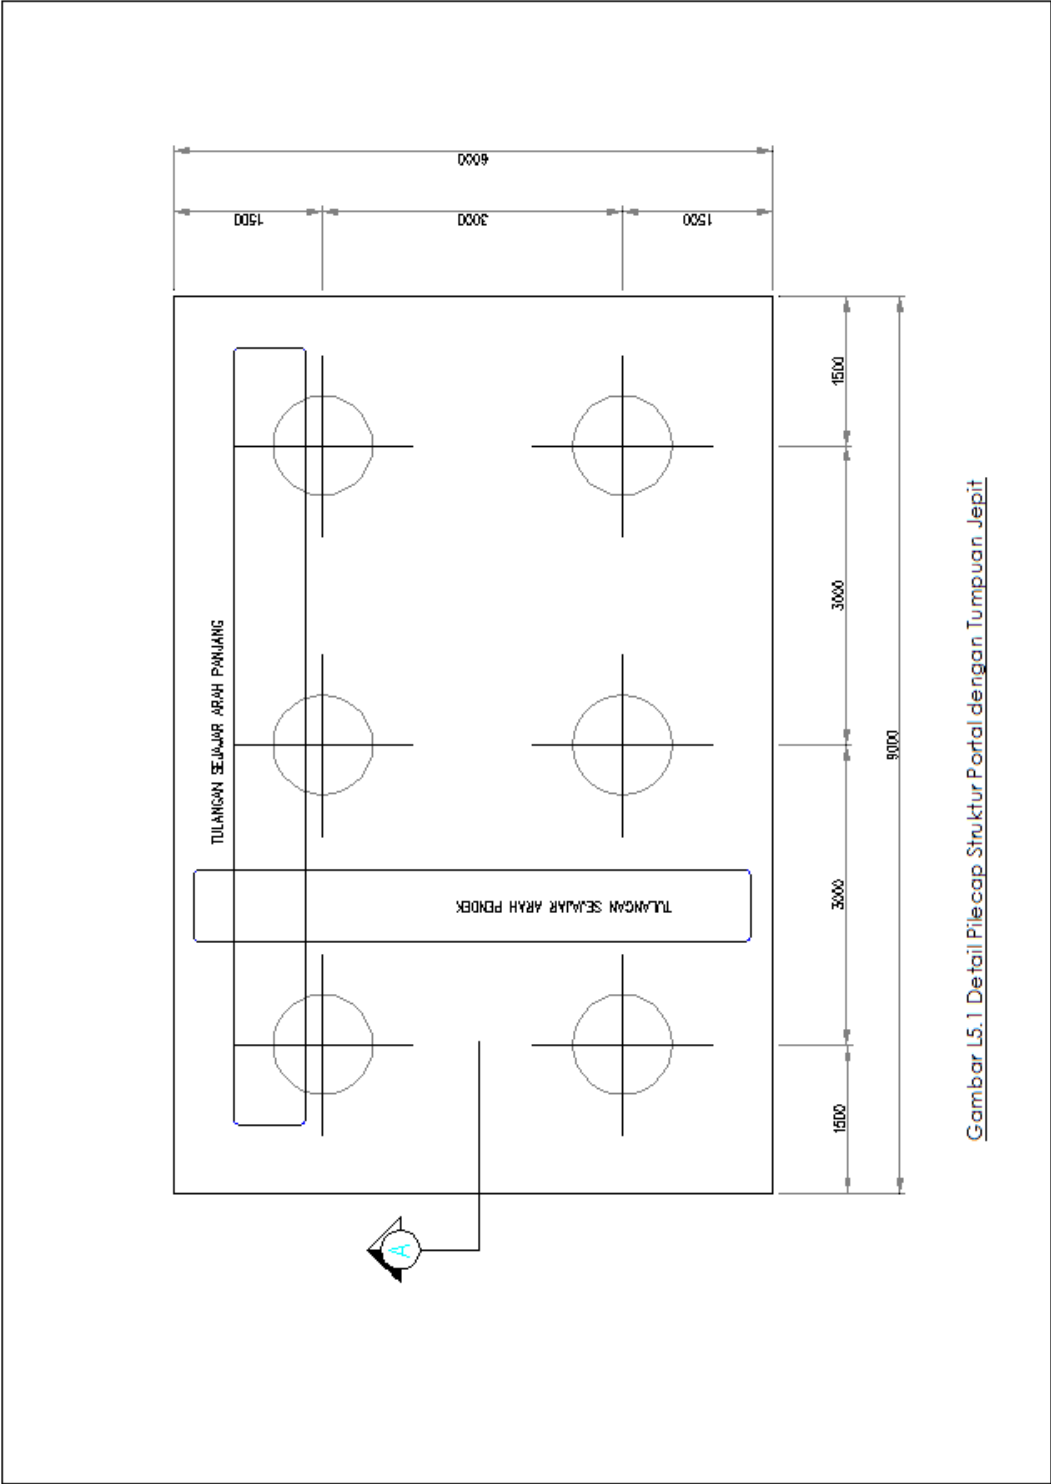 6000
1500
3000
1500
TULANGAN SEJAJAR ARAH PANJANG
TULANGAN SEJAJAR ARAH PENDEK
1500
3000
3000
1500
9000
A
Gambar L5.1 Detail Pilecap Struktur Portal dengan Tumpuan Jepit